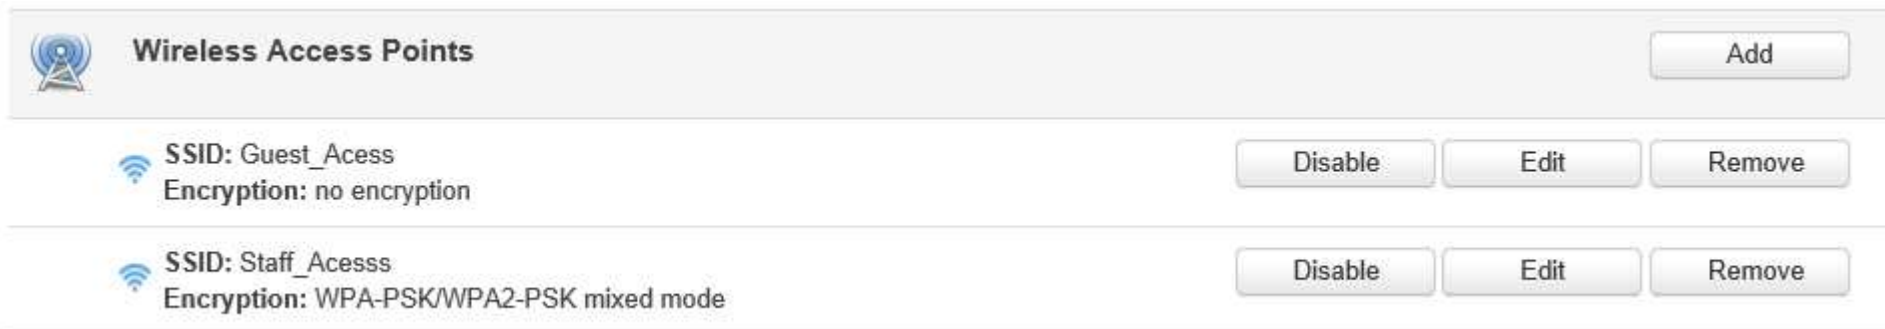 Wireless Access Points
Add
SSID: Guest_Acess
Encryption: no encryption
Disable Edit Remove
SSID: Staff_Acesss
Encryption: WPA-PSK/WPA2-PSK mixed mode
Disable Edit Remove